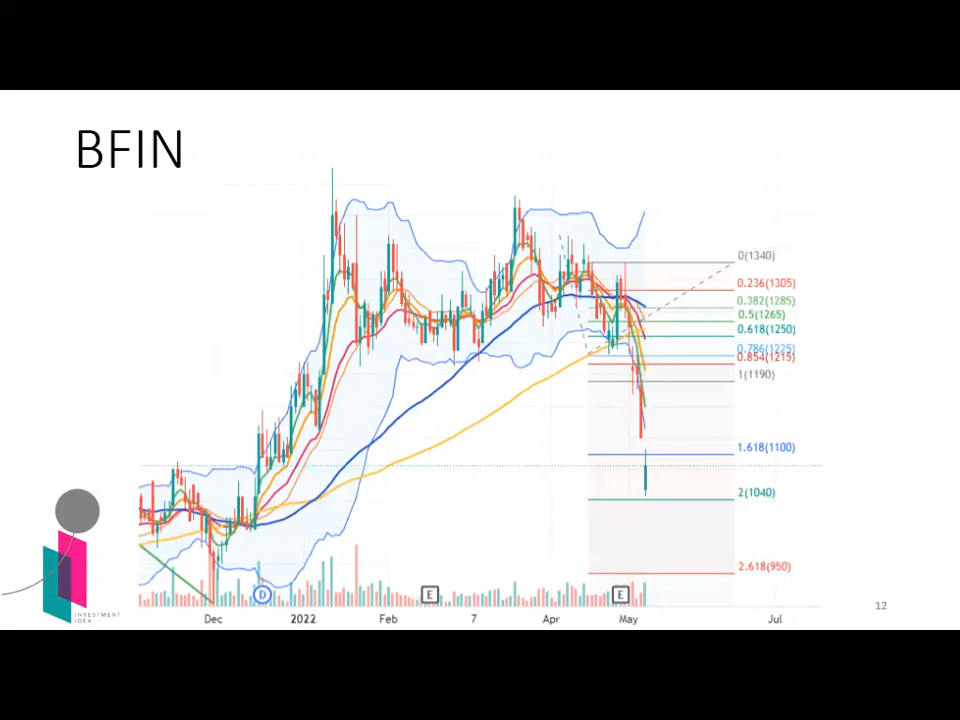 BFIN
0(1340)
0.236(1305)
0.382(1285)
0.5(1265)
0.618(1250)
0.786(1225)
0.854(1215)
1(1190)
1.618(1100)
2(1040)
2.618(950)
D
E
E
INVESTMENT
IDEA
12
Dec 2022 Feb 7 Apr May Jul